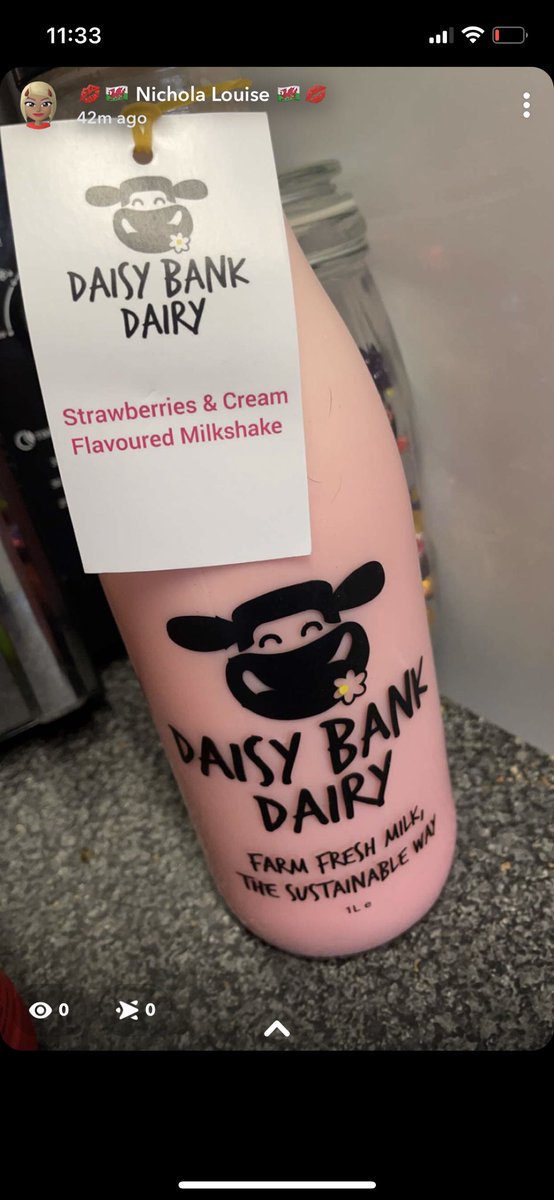 11:33
💋🏴󠁧󠁢󠁷󠁬󠁳󠁿 Nichola Louise 🏴󠁧󠁢󠁷󠁬󠁳󠁿💋
42m ago
DAISY BANK
DAIRY
Strawberries & Cream
Flavoured Milkshake
DAISY BANK
DAIRY
FARM FRESH MILK,
THE SUSTAINABLE WAY
1L e
0
0